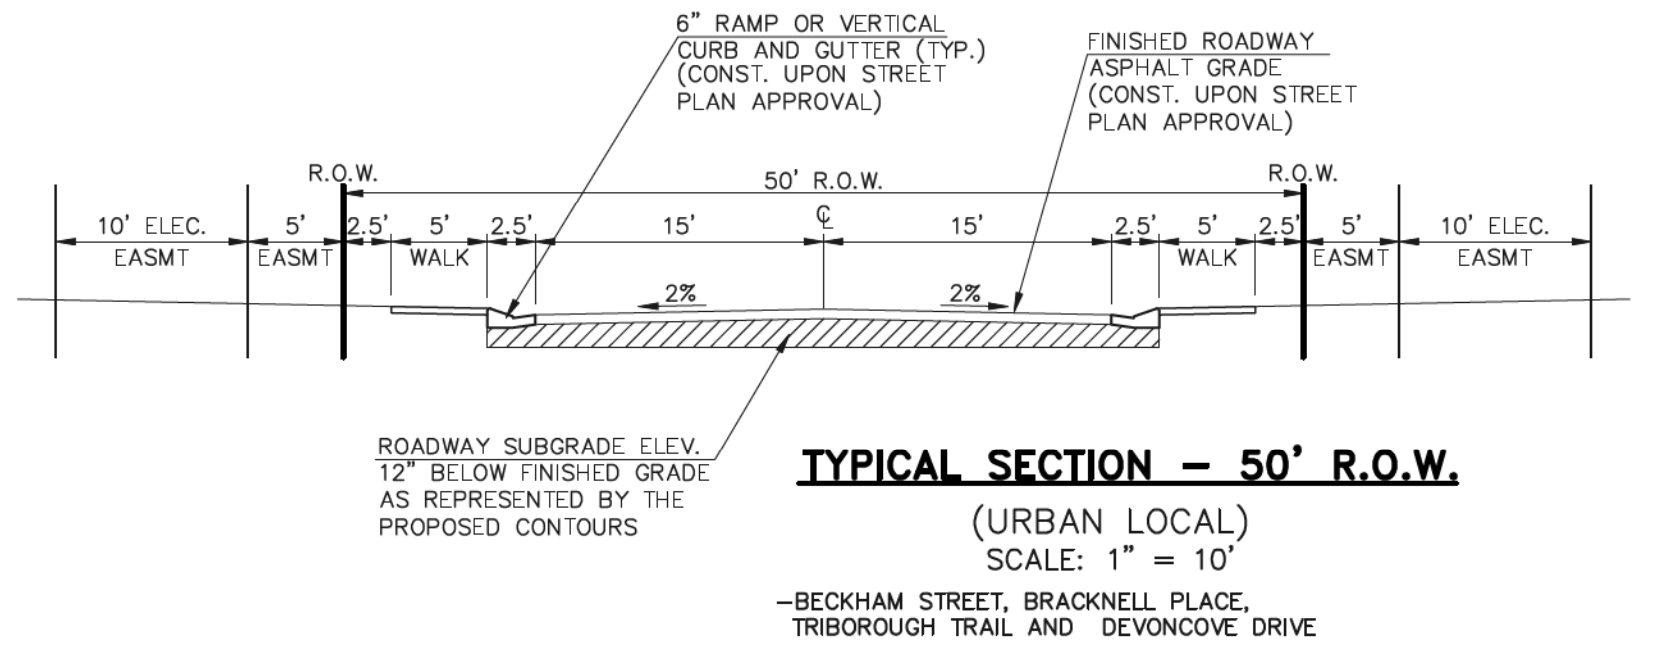 6” RAMP OR VERTICAL
CURB AND GUTTER (TYP.)
(CONST. UPON STREET
PLAN APPROVAL)
FINISHED ROADWAY
ASPHALT GRADE
(CONST. UPON STREET
PLAN APPROVAL)
R.O.W.
50’ R.O.W.
R.O.W.
10’ ELEC.
EASMT
5’
EASMT
2.5’
5’
WALK
2.5’
15’
℄
15’
2.5’
5’
WALK
2.5’
5’
EASMT
10’ ELEC.
EASMT
2%
2%
ROADWAY SUBGRADE ELEV.
12” BELOW FINISHED GRADE
AS REPRESENTED BY THE
PROPOSED CONTOURS
TYPICAL SECTION – 50’ R.O.W.
(URBAN LOCAL)
SCALE: 1” = 10’
–BECKHAM STREET, BRACKNELL PLACE,
TRIBOROUGH TRAIL AND DEVONCOVE DRIVE